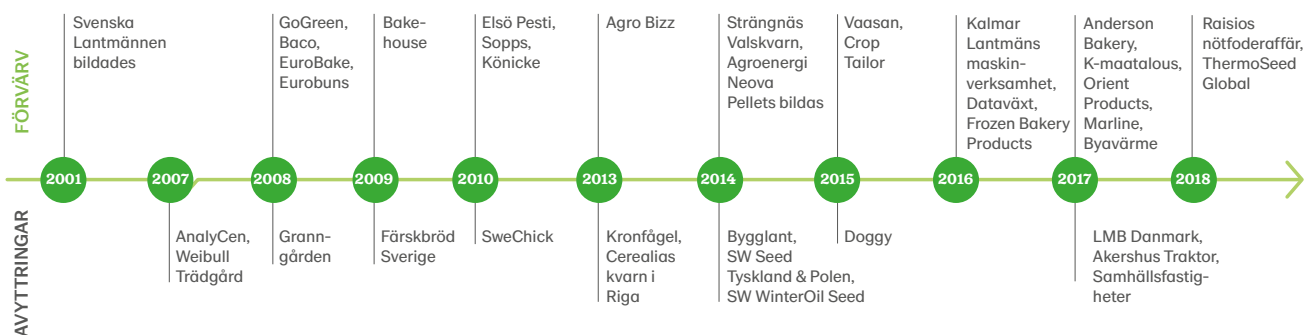 FÖRVÄRV
Svenska
Lantmännen
bildades
GoGreen,
Baco,
EuroBake,
Eurobuns
Bake-
house
Elsö Pesti,
Sopps,
Könicke
Agro Bizz
Strängnäs
Valskvarn,
Agroenergi
Neova
Pellets bildas
Vaasan,
Crop
Tailor
Kalmar
Lantmäns
maskin-
verksamhet,
Dataväxt,
Frozen Bakery
Products
Anderson
Bakery,
K-maatalous,
Orient
Products,
Marline,
Byavärme
Raisios
nötfoderaffär,
ThermoSeed
Global
2001
2007
2008
2009
2010
2013
2014
2015
2016
2017
2018
AVYTTRINGAR
AnalyCen,
Weibull
Trädgård
Grann-
gården
Färskbröd
Sverige
SweChick
Kronfågel,
Cerealias
kvarn i
Riga
Bygglant,
SW Seed
Tyskland & Polen,
SW WinterOil Seed
Doggy
LMB Danmark,
Akershus Traktor,
Samhällsfastig-
heter